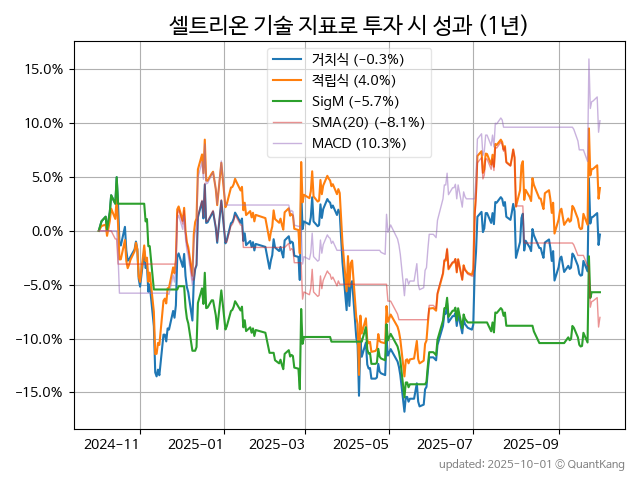 셀트리온 기술 지표로 투자 시 성과 (1년)
거치식 (−0.3%)
적립식 (4.0%)
SigM (−5.7%)
SMA(20) (−8.1%)
MACD (10.3%)
15.0%
10.0%
5.0%
0.0%
−5.0%
−10.0%
−15.0%
2024-11 2025-01 2025-03 2025-05 2025-07 2025-09
updated: 2025-10-01 @ QuantKang